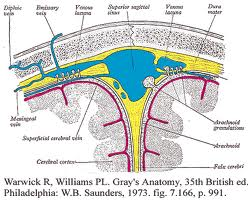 Diploic vein
Emissary vein
Venous lacuna
Superior sagittal sinus
Venous lacuna
Dura mater
Meningeal vein
Superficial cerebral vein
Cerebral cortex
Arachnoid granulations
Arachnoid
Falx cerebri
Warwick R, Williams PL. Gray's Anatomy, 35th British ed.
Philadelphia: W.B. Saunders, 1973. fig. 7.166, p. 991.